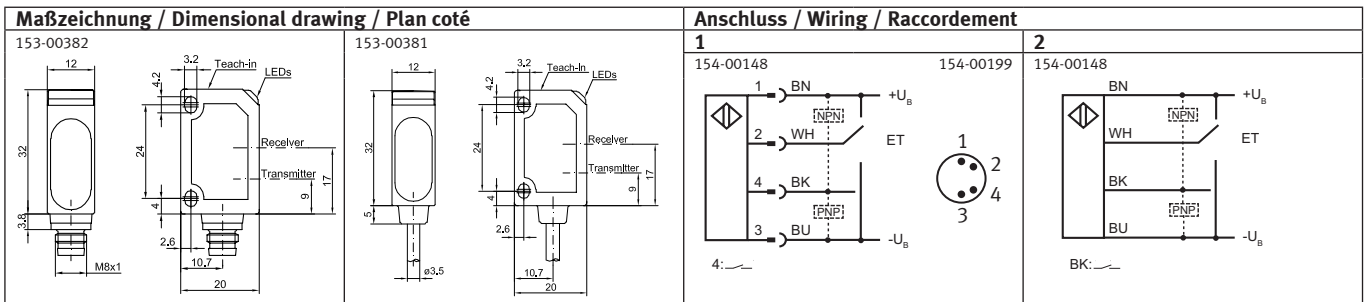 Maßzeichnung / Dimensional drawing / Plan coté
Anschluss / Wiring / Raccordement
153-00382
12
32
3.8
M8x1
3.2
4.2
Teach-In
LEDs
24
Receiver
Transmitter
17
9
4
2.6
10.7
20
153-00381
12
32
5
ø3.5
3.2
4.2
Teach-In
LEDs
24
Receiver
Transmitter
17
9
4
2.6
10.7
20
1
154-00148
154-00199
1 BN +UB
NPN
2 WH ET
4 BK
PNP
3 BU -UB
4:
1
2
4
3
2
154-00148
BN +UB
NPN
WH ET
BK
PNP
BU -UB
BK: